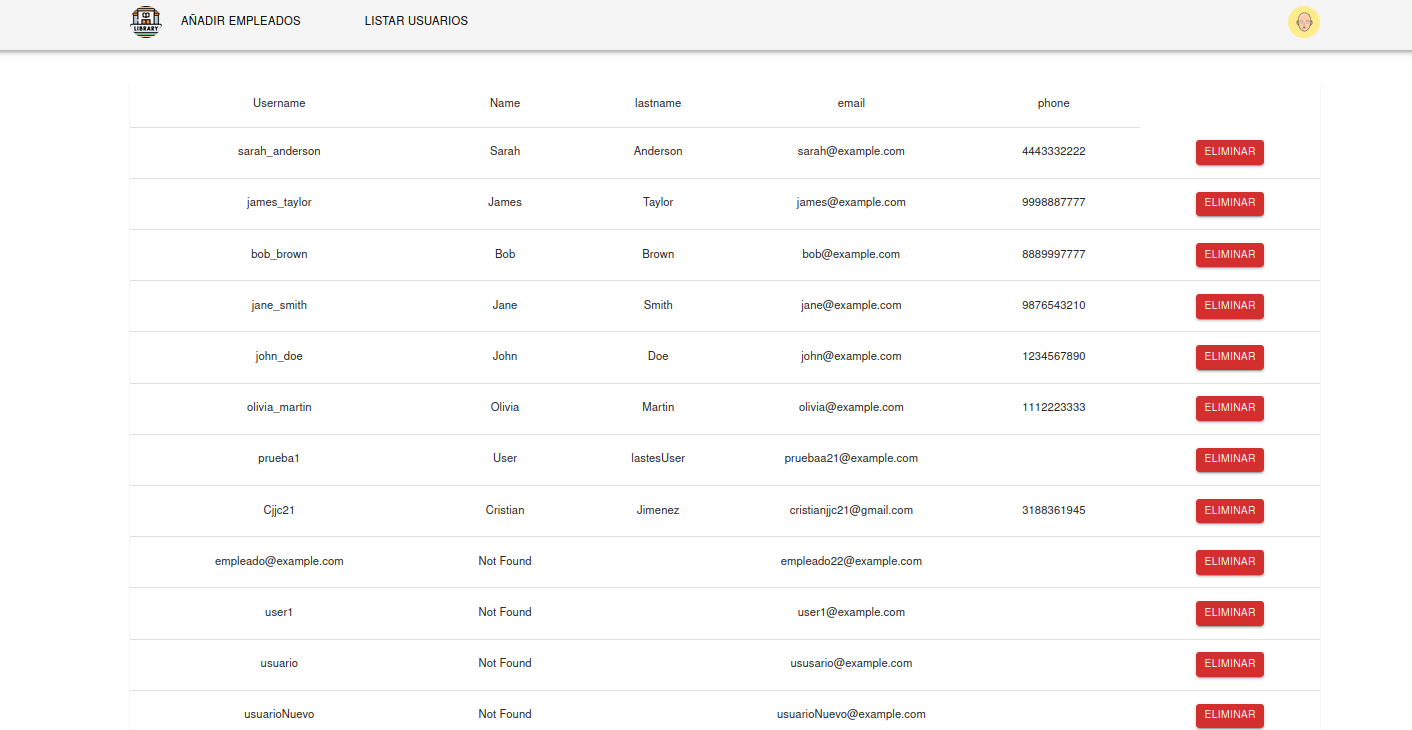 LIBRARY
AÑADIR EMPLEADOS LISTAR USUARIOS
Username Name lastname email phone
sarah_anderson Sarah Anderson sarah@example.com 4443332222 ELIMINAR
james_taylor James Taylor james@example.com 9998887777 ELIMINAR
bob_brown Bob Brown bob@example.com 8889997777 ELIMINAR
jane_smith Jane Smith jane@example.com 9876543210 ELIMINAR
john_doe John Doe john@example.com 1234567890 ELIMINAR
olivia_martin Olivia Martin olivia@example.com 1112223333 ELIMINAR
prueba1 User lastesUser pruebaa21@example.com ELIMINAR
Cjjc21 Cristian Jimenez cristianjjc21@gmail.com 3188361945 ELIMINAR
empleado@example.com Not Found empleado22@example.com ELIMINAR
user1 Not Found user1@example.com ELIMINAR
usuario Not Found ususario@example.com ELIMINAR
usuarioNuevo Not Found usuarioNuevo@example.com ELIMINAR